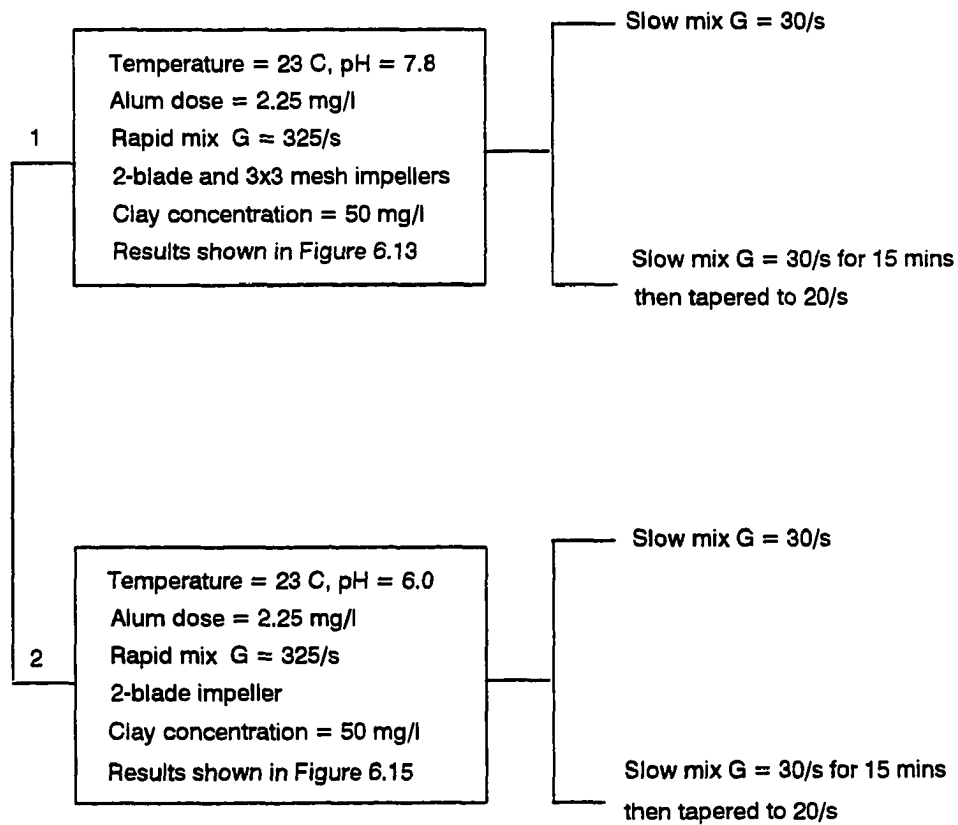 Slow mix G = 30/s
Temperature = 23 C, pH = 7.8
Alum dose = 2.25 mg/l
1
Rapid mix G = 325/s
2-blade and 3x3 mesh impellers
Clay concentration = 50 mg/l
Results shown in Figure 6.13
Slow mix G = 30/s for 15 mins
then tapered to 20/s
Slow mix G = 30/s
Temperature = 23 C, pH = 6.0
Alum dose = 2.25 mg/l
2
Rapid mix G = 325/s
2-blade impeller
Clay concentration = 50 mg/l
Results shown in Figure 6.15
Slow mix G = 30/s for 15 mins
then tapered to 20/s